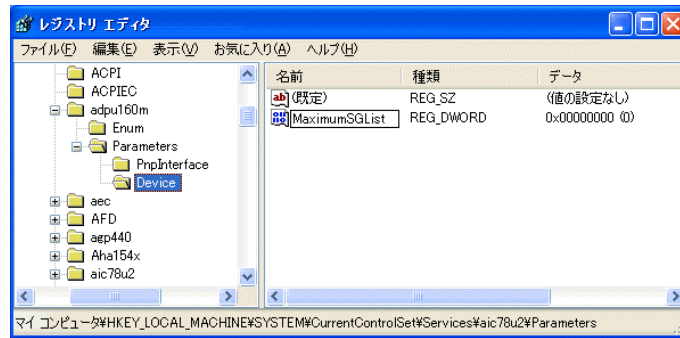 レジストリ エディタ
ファイル(F) 編集(E) 表示(V) お気に入り(A) ヘルプ(H)
ACPI
ACPIEC
adpu160m
Enum
Parameters
PnpInterface
Device
aec
AFD
agp440
Aha154x
aic78u2
名前 種類 データ
ab (既定) REG_SZ (値の設定なし)
MaximumSGList REG_DWORD 0x00000000 (0)
マイ コンピュータ¥HKEY_LOCAL_MACHINE¥SYSTEM¥CurrentControlSet¥Services¥aic78u2¥Parameters